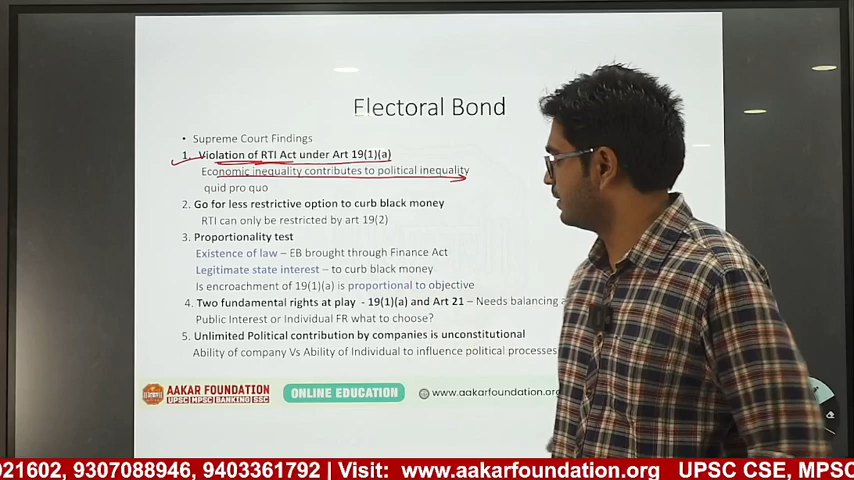 Electoral Bond
• Supreme Court Findings
1. Violation of RTI Act under Art 19(1)(a)
Economic inequality contributes to political inequality
quid pro quo
2. Go for less restrictive option to curb black money
RTI can only be restricted by art 19(2)
3. Proportionality test
Existence of law – EB brought through Finance Act
Legitimate state interest – to curb black money
Is encroachment of 19(1)(a) is proportional to objective
4. Two fundamental rights at play - 19(1)(a) and Art 21 – Needs balancing
Public Interest or Individual FR what to choose?
5. Unlimited Political contribution by companies is unconstitutional
Ability of company Vs Ability of Individual to influence political processes
AAKAR FOUNDATION
UPSC MPSC BANKING SSC
ONLINE EDUCATION
www.aakarfoundation.org
021602, 9307088946, 9403361792 | Visit: www.aakarfoundation.org UPSC CSE, MPSC